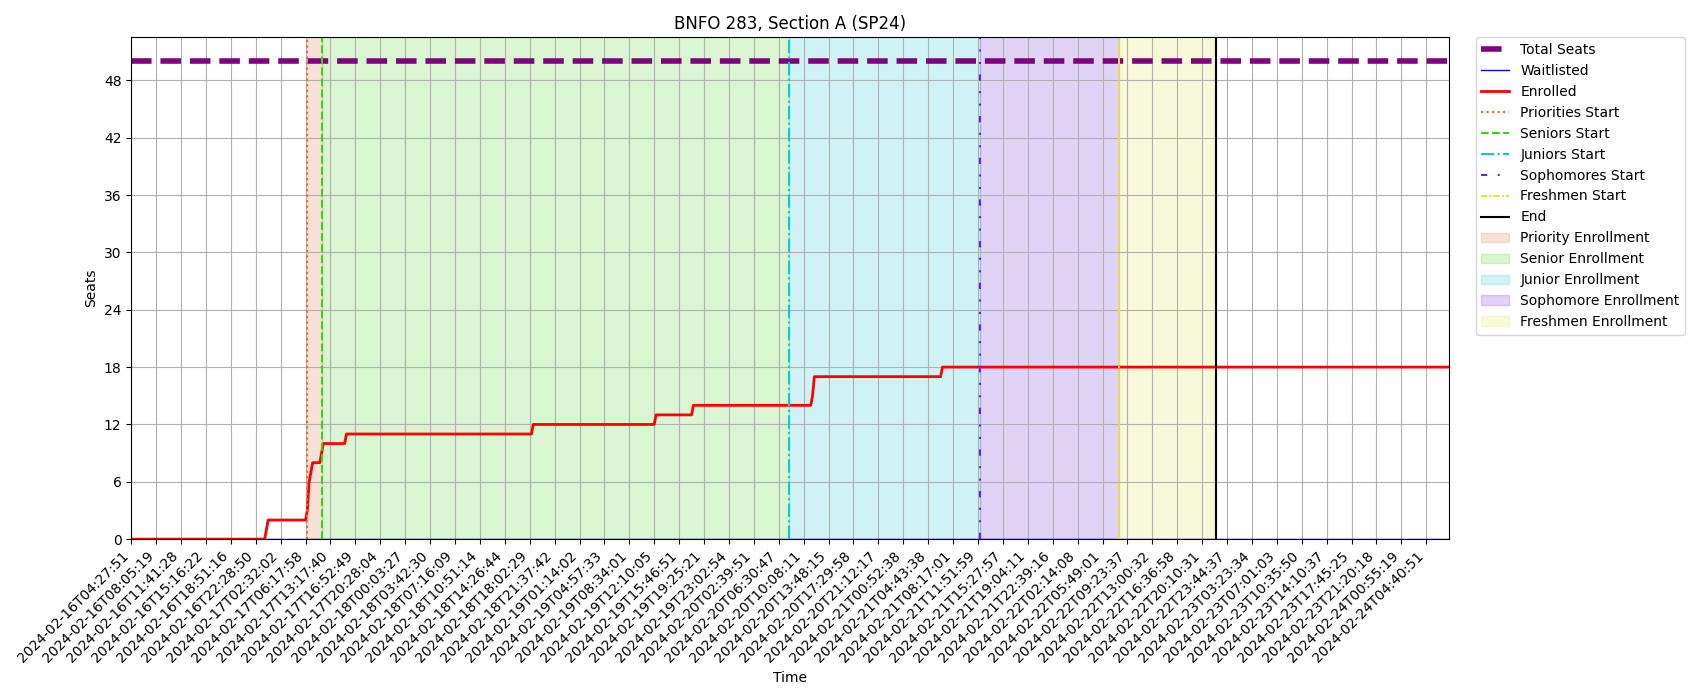 BNFO 283, Section A (SP24)
Total Seats
Waitlisted
Enrolled
Priorities Start
Seniors Start
Juniors Start
Sophomores Start
Freshmen Start
End
Priority Enrollment
Senior Enrollment
Junior Enrollment
Sophomore Enrollment
Freshmen Enrollment
Seats
48
42
36
30
24
18
12
6
0
2024-02-16T04:27:51
2024-02-16T08:05:19
2024-02-16T11:41:28
2024-02-16T15:16:22
2024-02-16T18:51:16
2024-02-16T22:28:50
2024-02-17T02:32:02
2024-02-17T06:17:58
2024-02-17T13:17:40
2024-02-17T16:52:49
2024-02-17T20:28:04
2024-02-18T00:03:27
2024-02-18T03:42:30
2024-02-18T07:16:09
2024-02-18T10:51:14
2024-02-18T14:26:44
2024-02-18T18:02:29
2024-02-18T21:37:42
2024-02-19T01:14:02
2024-02-19T04:57:33
2024-02-19T08:34:01
2024-02-19T12:10:05
2024-02-19T15:46:51
2024-02-19T19:25:21
2024-02-19T23:02:54
2024-02-20T02:39:51
2024-02-20T06:30:47
2024-02-20T10:08:11
2024-02-20T13:48:15
2024-02-20T17:29:58
2024-02-20T21:12:17
2024-02-21T00:52:38
2024-02-21T04:43:38
2024-02-21T08:17:01
2024-02-21T11:51:59
2024-02-21T15:27:57
2024-02-21T19:04:11
2024-02-21T22:39:16
2024-02-22T02:14:08
2024-02-22T05:49:01
2024-02-22T09:23:37
2024-02-22T13:00:32
2024-02-22T16:36:58
2024-02-22T20:10:31
2024-02-22T23:44:37
2024-02-23T03:23:34
2024-02-23T07:01:03
2024-02-23T10:35:50
2024-02-23T14:10:37
2024-02-23T17:45:25
2024-02-23T21:20:18
2024-02-24T00:55:19
2024-02-24T04:40:51
Time